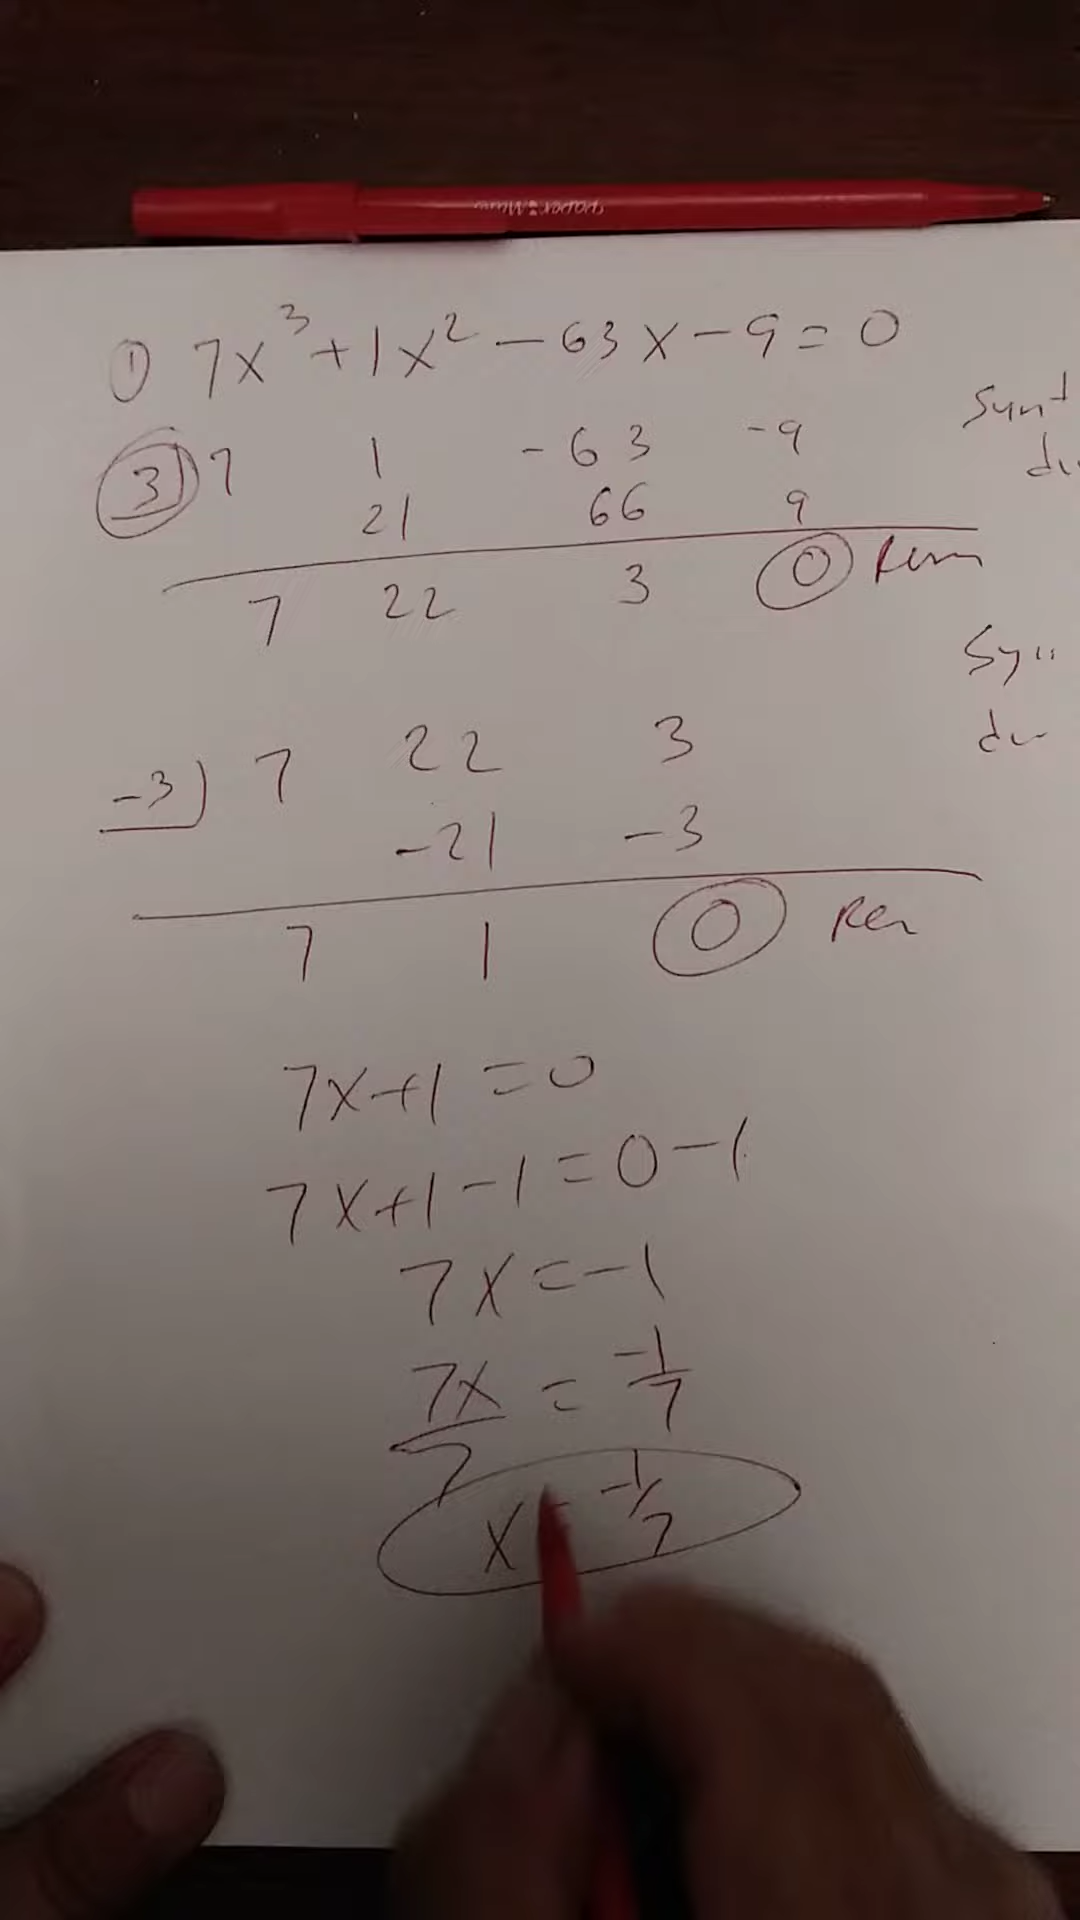 paper:Mate
① 7x³+1x²-63x-9=0
3) 7 1 -63 -9
21 66 9
7 22 3 0 Rem
-3) 7 22 3
-21 -3
7 1 0
7x+1=0
7x+1-1=0-1
7x=-1
7x/7 = -1/7
x = -1/7